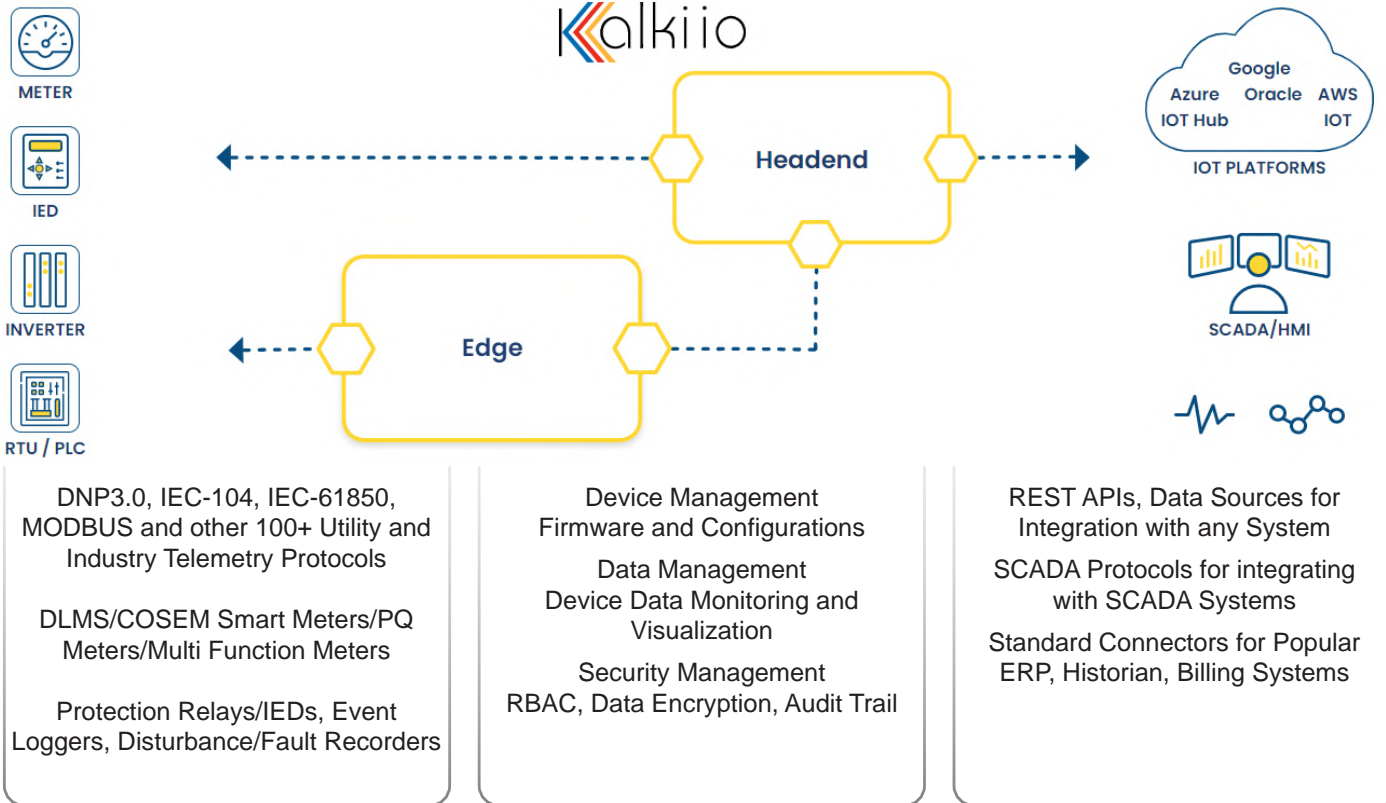 Kalkiio
METER
IED
INVERTER
RTU / PLC
Headend
Edge
Google
Azure Oracle AWS
IOT Hub IOT
IOT PLATFORMS
SCADA/HMI
DNP3.0, IEC-104, IEC-61850,
MODBUS and other 100+ Utility and
Industry Telemetry Protocols
DLMS/COSEM Smart Meters/PQ
Meters/Multi Function Meters
Protection Relays/IEDs, Event
Loggers, Disturbance/Fault Recorders
Device Management
Firmware and Configurations
Data Management
Device Data Monitoring and
Visualization
Security Management
RBAC, Data Encryption, Audit Trail
REST APIs, Data Sources for
Integration with any System
SCADA Protocols for integrating
with SCADA Systems
Standard Connectors for Popular
ERP, Historian, Billing Systems